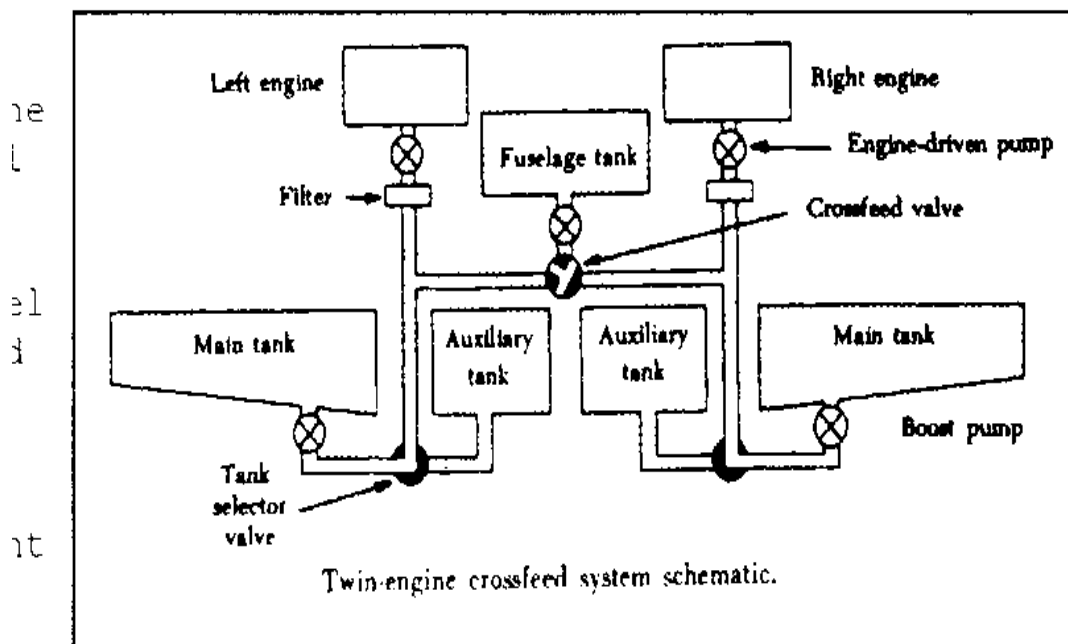 Left engine
Right engine
Fuselage tank
Engine-driven pump
Filter
Crossfeed valve
Main tank
Auxiliary
tank
Auxiliary
tank
Main tank
Boost pump
Tank
selector
valve
Twin-engine crossfeed system schematic.